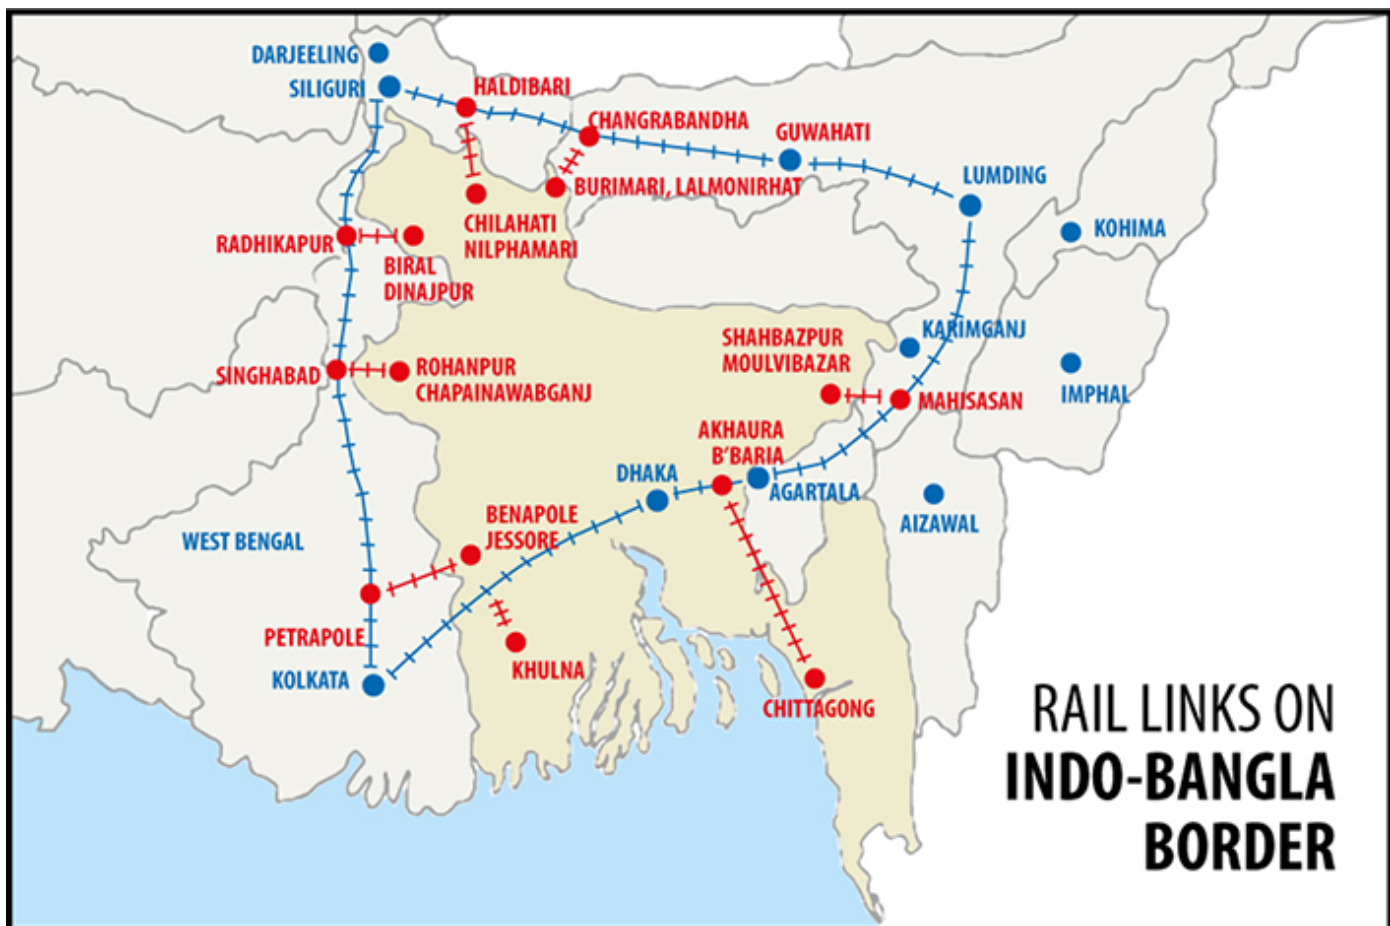 DARJEELING
SILIGURI
HALDIBARI
CHANGRABANDHA
GUWAHATI
LUMDING
BURIMARI, LALMONIRHAT
KOHIMA
CHILAHATI
NILPHAMARI
RADHIKAPUR
BIRAL
DINAJPUR
KARIMGANJ
SHAHBAZPUR
MOULVIBAZAR
SINGHABAD
ROHANPUR
CHAPAINAWABGANJ
IMPHAL
MAHISASAN
AKHAURA
B'BARIA
DHAKA
AGARTALA
BENAPOLE
JESSORE
AIZAWAL
WEST BENGAL
PETRAPOLE
KHULNA
KOLKATA
CHITTAGONG
RAIL LINKS ON
INDO-BANGLA
BORDER